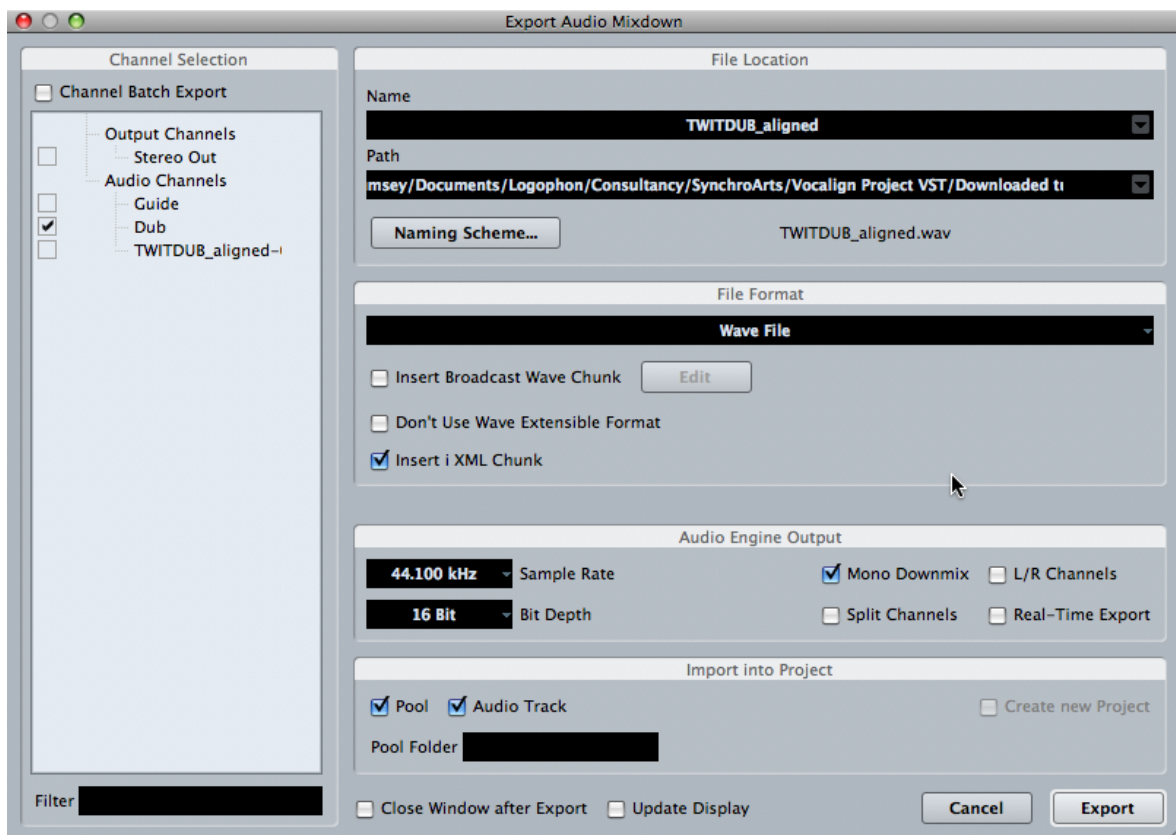 Export Audio Mixdown
Channel Selection
Channel Batch Export
Output Channels
Stereo Out
Audio Channels
Guide
Dub
TWITDUB_aligned-
Filter
File Location
Name
TWITDUB_aligned
Path
msey/Documents/Logophon/Consultancy/SynchroArts/Vocalign Project VST/Downloaded
Naming Scheme...
TWITDUB_aligned.wav
File Format
Wave File
Insert Broadcast Wave Chunk
Edit
Don't Use Wave Extensible Format
Insert i XML Chunk
Audio Engine Output
44.100 kHz Sample Rate
Mono Downmix
L/R Channels
16 Bit Bit Depth
Split Channels
Real-Time Export
Import into Project
Pool
Audio Track
Create new Project
Pool Folder
Close Window after Export
Update Display
Cancel
Export